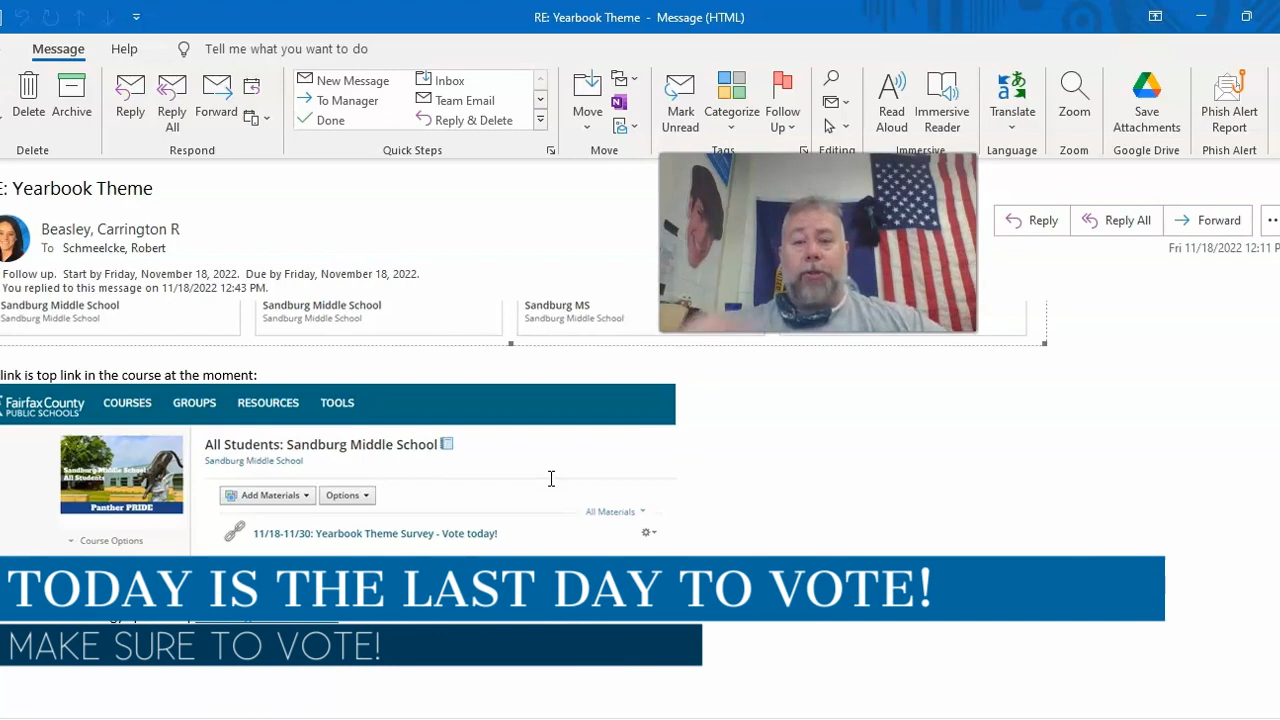 RE: Yearbook Theme - Message (HTML)
Message Help Tell me what you want to do
Delete Archive Reply Reply All Forward
New Message Inbox
To Manager Team Email
Done Reply & Delete
Move Mark Unread Categorize Follow Up
Read Aloud Immersive Reader Translate Zoom Save Attachments Phish Alert Report
Delete Respond Quick Steps Move Tags Editing Immersive Language Zoom Google Drive Phish Alert
E: Yearbook Theme
Beasley, Carrington R
To Schmeelcke, Robert
Reply Reply All Forward
Fri 11/18/2022 12:11 P
Follow up. Start by Friday, November 18, 2022. Due by Friday, November 18, 2022.
You replied to this message on 11/18/2022 12:43 PM.
Sandburg Middle School Sandburg Middle School Sandburg MS
Sandburg Middle School Sandburg Middle School Sandburg Middle School
link is top link in the course at the moment:
Fairfax County
PUBLIC SCHOOLS
COURSES GROUPS RESOURCES TOOLS
Sandburg Middle School
All Students
Panther PRIDE
Course Options
All Students: Sandburg Middle School
Sandburg Middle School
Add Materials Options
All Materials
11/18-11/30: Yearbook Theme Survey - Vote today!
TODAY IS THE LAST DAY TO VOTE!
MAKE SURE TO VOTE!